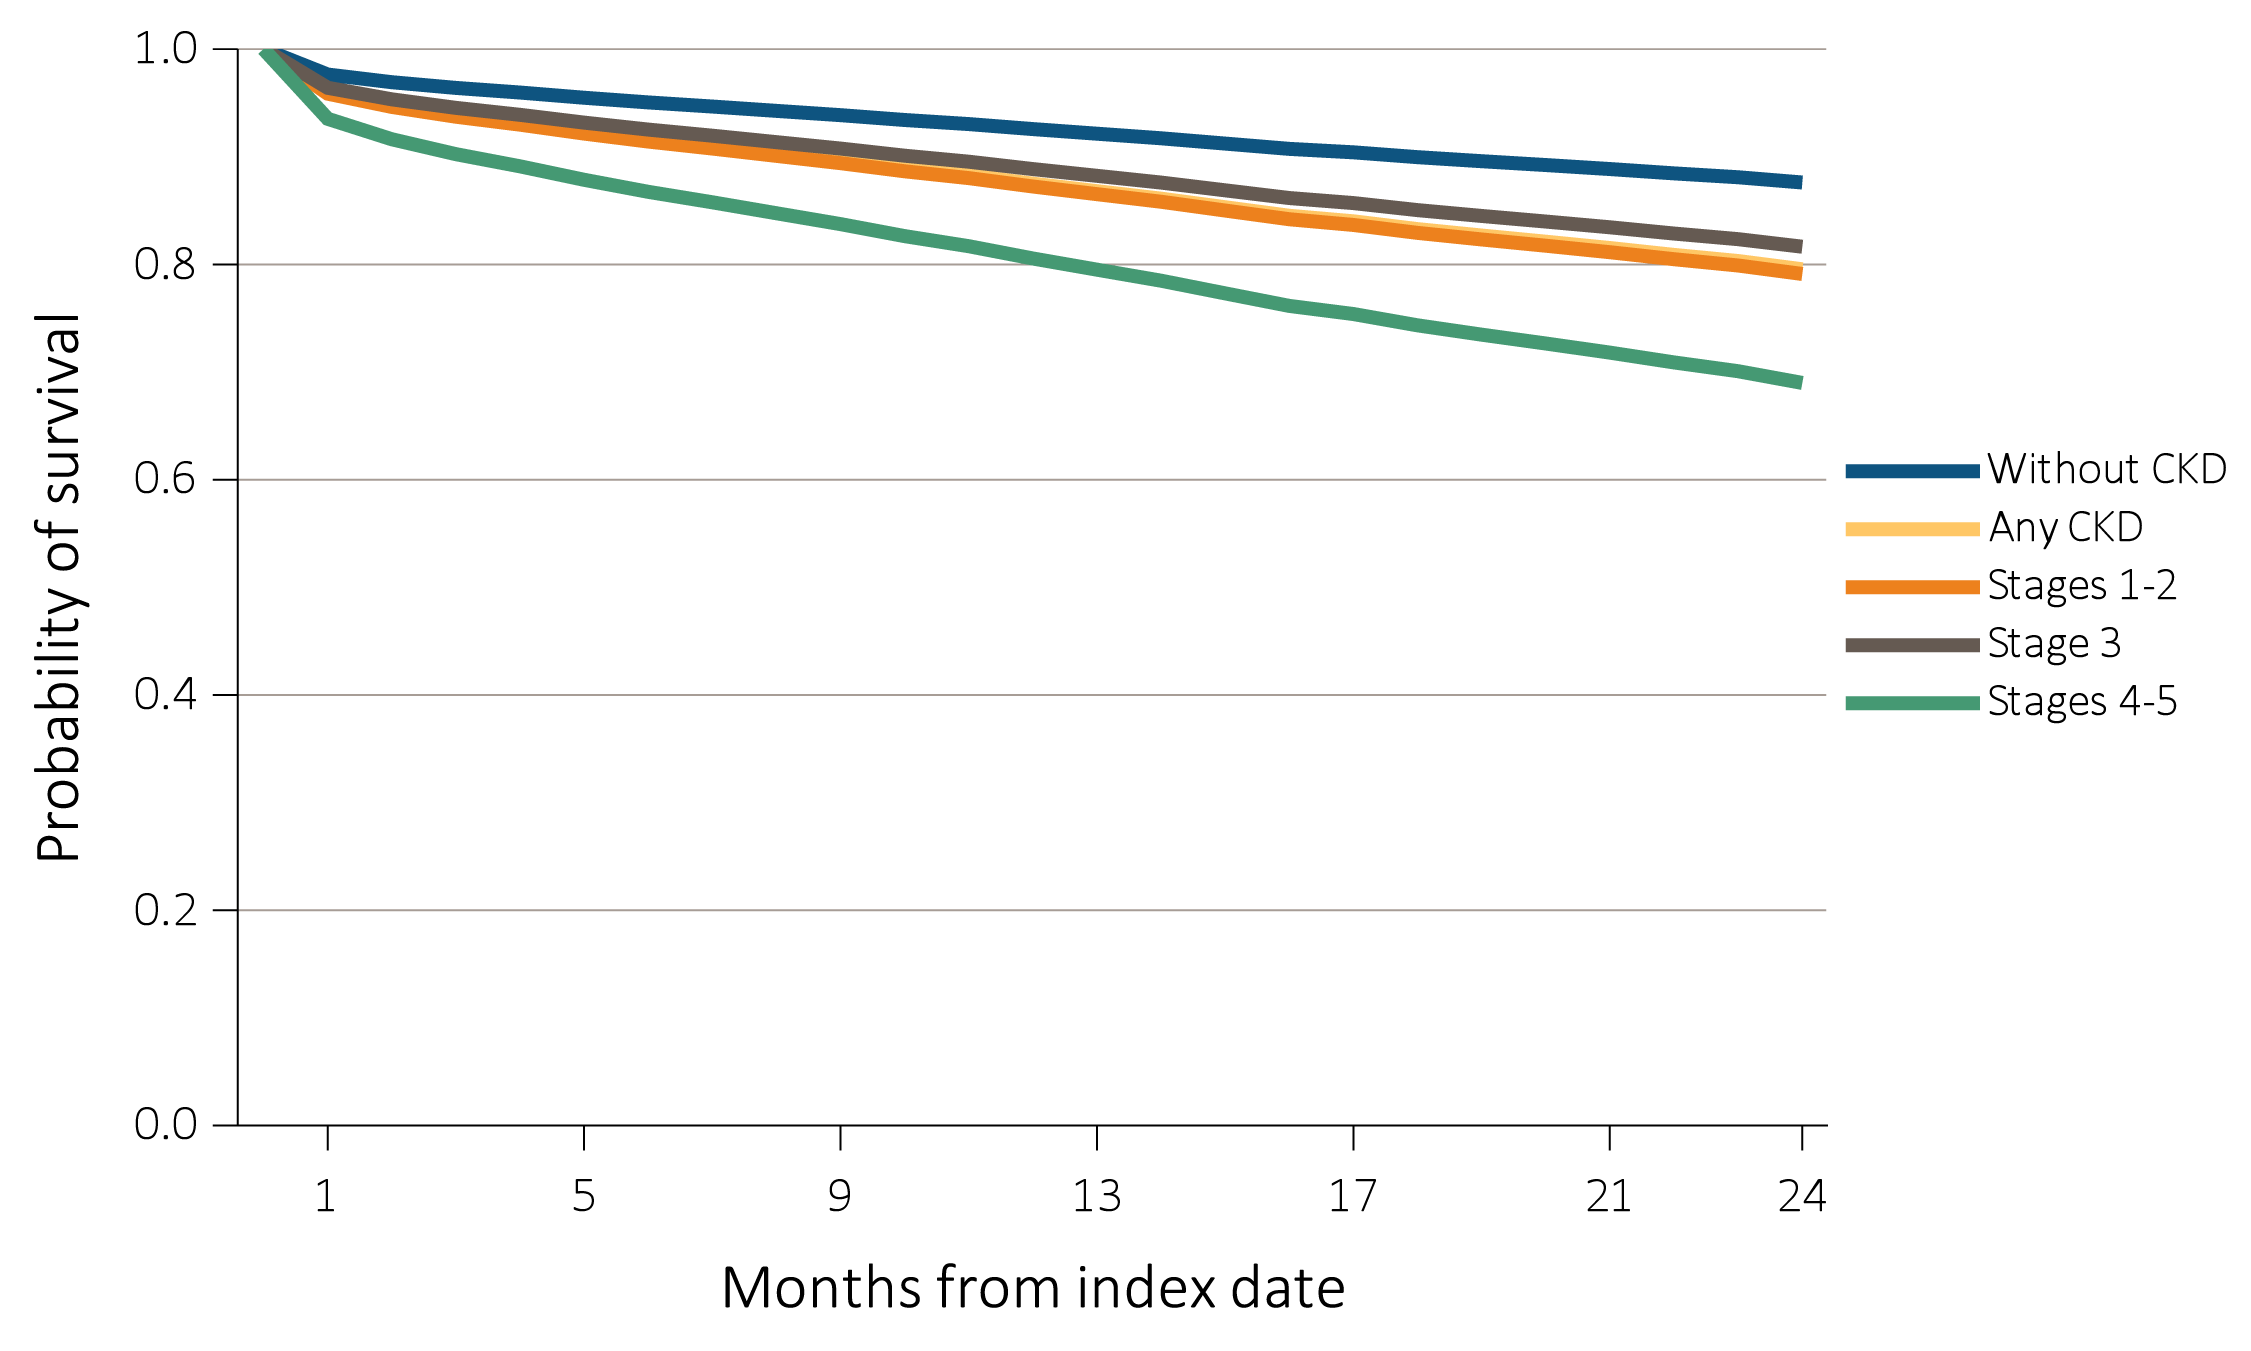 Probability of survival
1.0
0.8
0.6
0.4
0.2
0.0
1 5 9 13 17 21 24
Months from index date
Without CKD
Any CKD
Stages 1-2
Stage 3
Stages 4-5